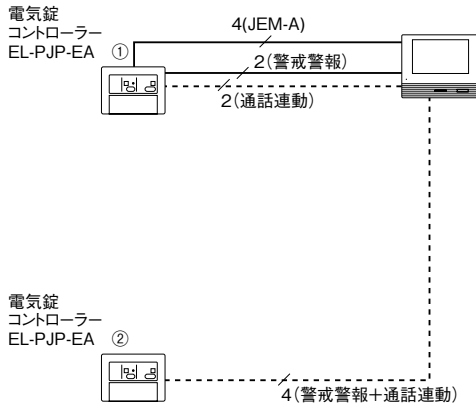 電気錠
コントローラー
EL-PJP-EA ①
4(JEM-A)
2(警戒警報)
2(通話連動)
電気錠
コントローラー
EL-PJP-EA ②
4(警戒警報+通話連動)